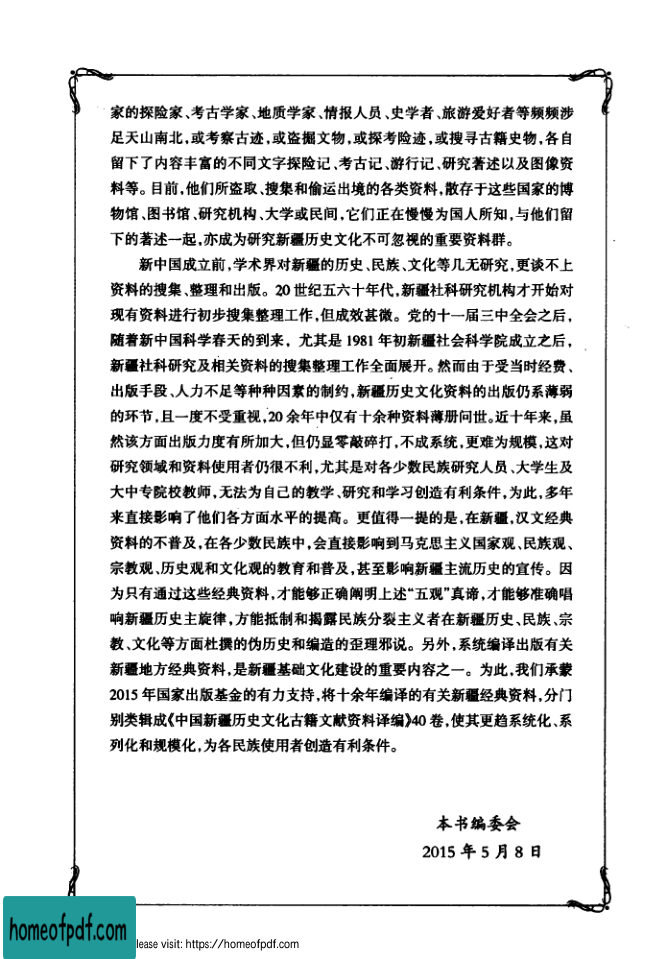 家的探险家、考古学家、地质学家、情报人员、史学者、旅游爱好者等频频涉
足天山南北,或考察古迹,或盗掘文物,或探考险迹,或搜寻古籍史物,各自
留下了内容丰富的不同文字探险记、考古记、游行记、研究著述以及图像资
料等。目前,他们所盗取、搜集和偷运出境的各类资料,散存于这些国家的博
物馆、图书馆、研究机构、大学或民间,它们正在慢慢为国人所知,与他们留
下的著述一起,亦成为研究新疆历史文化不可忽视的重要资料群。
新中国成立前,学术界对新疆的历史、民族、文化等几无研究,更谈不上
资料的搜集、整理和出版。20世纪五六十年代,新疆社科研究机构才开始对
现有资料进行初步搜集整理工作,但成效甚微。党的十一届三中全会之后,
随着新中国科学春天的到来,尤其是1981年初新疆社会科学院成立之后,
新疆社科研究及相关资料的搜集整理工作全面展开。然而由于受当时经费、
出版手段、人力不足等种种因素的制约,新疆历史文化资料的出版仍系薄弱
的环节,且一度不受重视,20余年中仅有十余种资料薄册问世。近十年来,虽
然该方面出版力度有所加大,但仍显零敲碎打,不成系统,更难为规模,这对
研究领域和资料使用者仍很不利,尤其是对各少数民族研究人员、大学生及
大中专院校教师,无法为自己的教学、研究和学习创造有利条件,为此,多年
来直接影响了他们各方面水平的提高。更值得一提的是,在新疆,汉文经典
资料的不普及,在各少数民族中,会直接影响到马克思主义国家观、民族观、
宗教观、历史观和文化观的教育和普及,甚至影响新疆主流历史的宣传。因
为只有通过这些经典资料,才能够正确阐明上述“五观”真谛,才能够准确唱
响新疆历史主旋律,方能抵制和揭露民族分裂主义者在新疆历史、民族、宗
教、文化等方面杜撰的伪历史和编造的歪理邪说。另外,系统编译出版有关
新疆地方经典资料,是新疆基础文化建设的重要内容之一。为此,我们承蒙
2015年国家出版基金的有力支持,将十余年编译的有关新疆经典资料,分门
别类辑成《中国新疆历史文化古籍文献资料译编》40卷,使其更趋系统化、系
列化和规模化,为各民族使用者创造有利条件。
本书编委会
2015年5月8日
homeofpdf.com
lease visit: https://homeofpdf.com